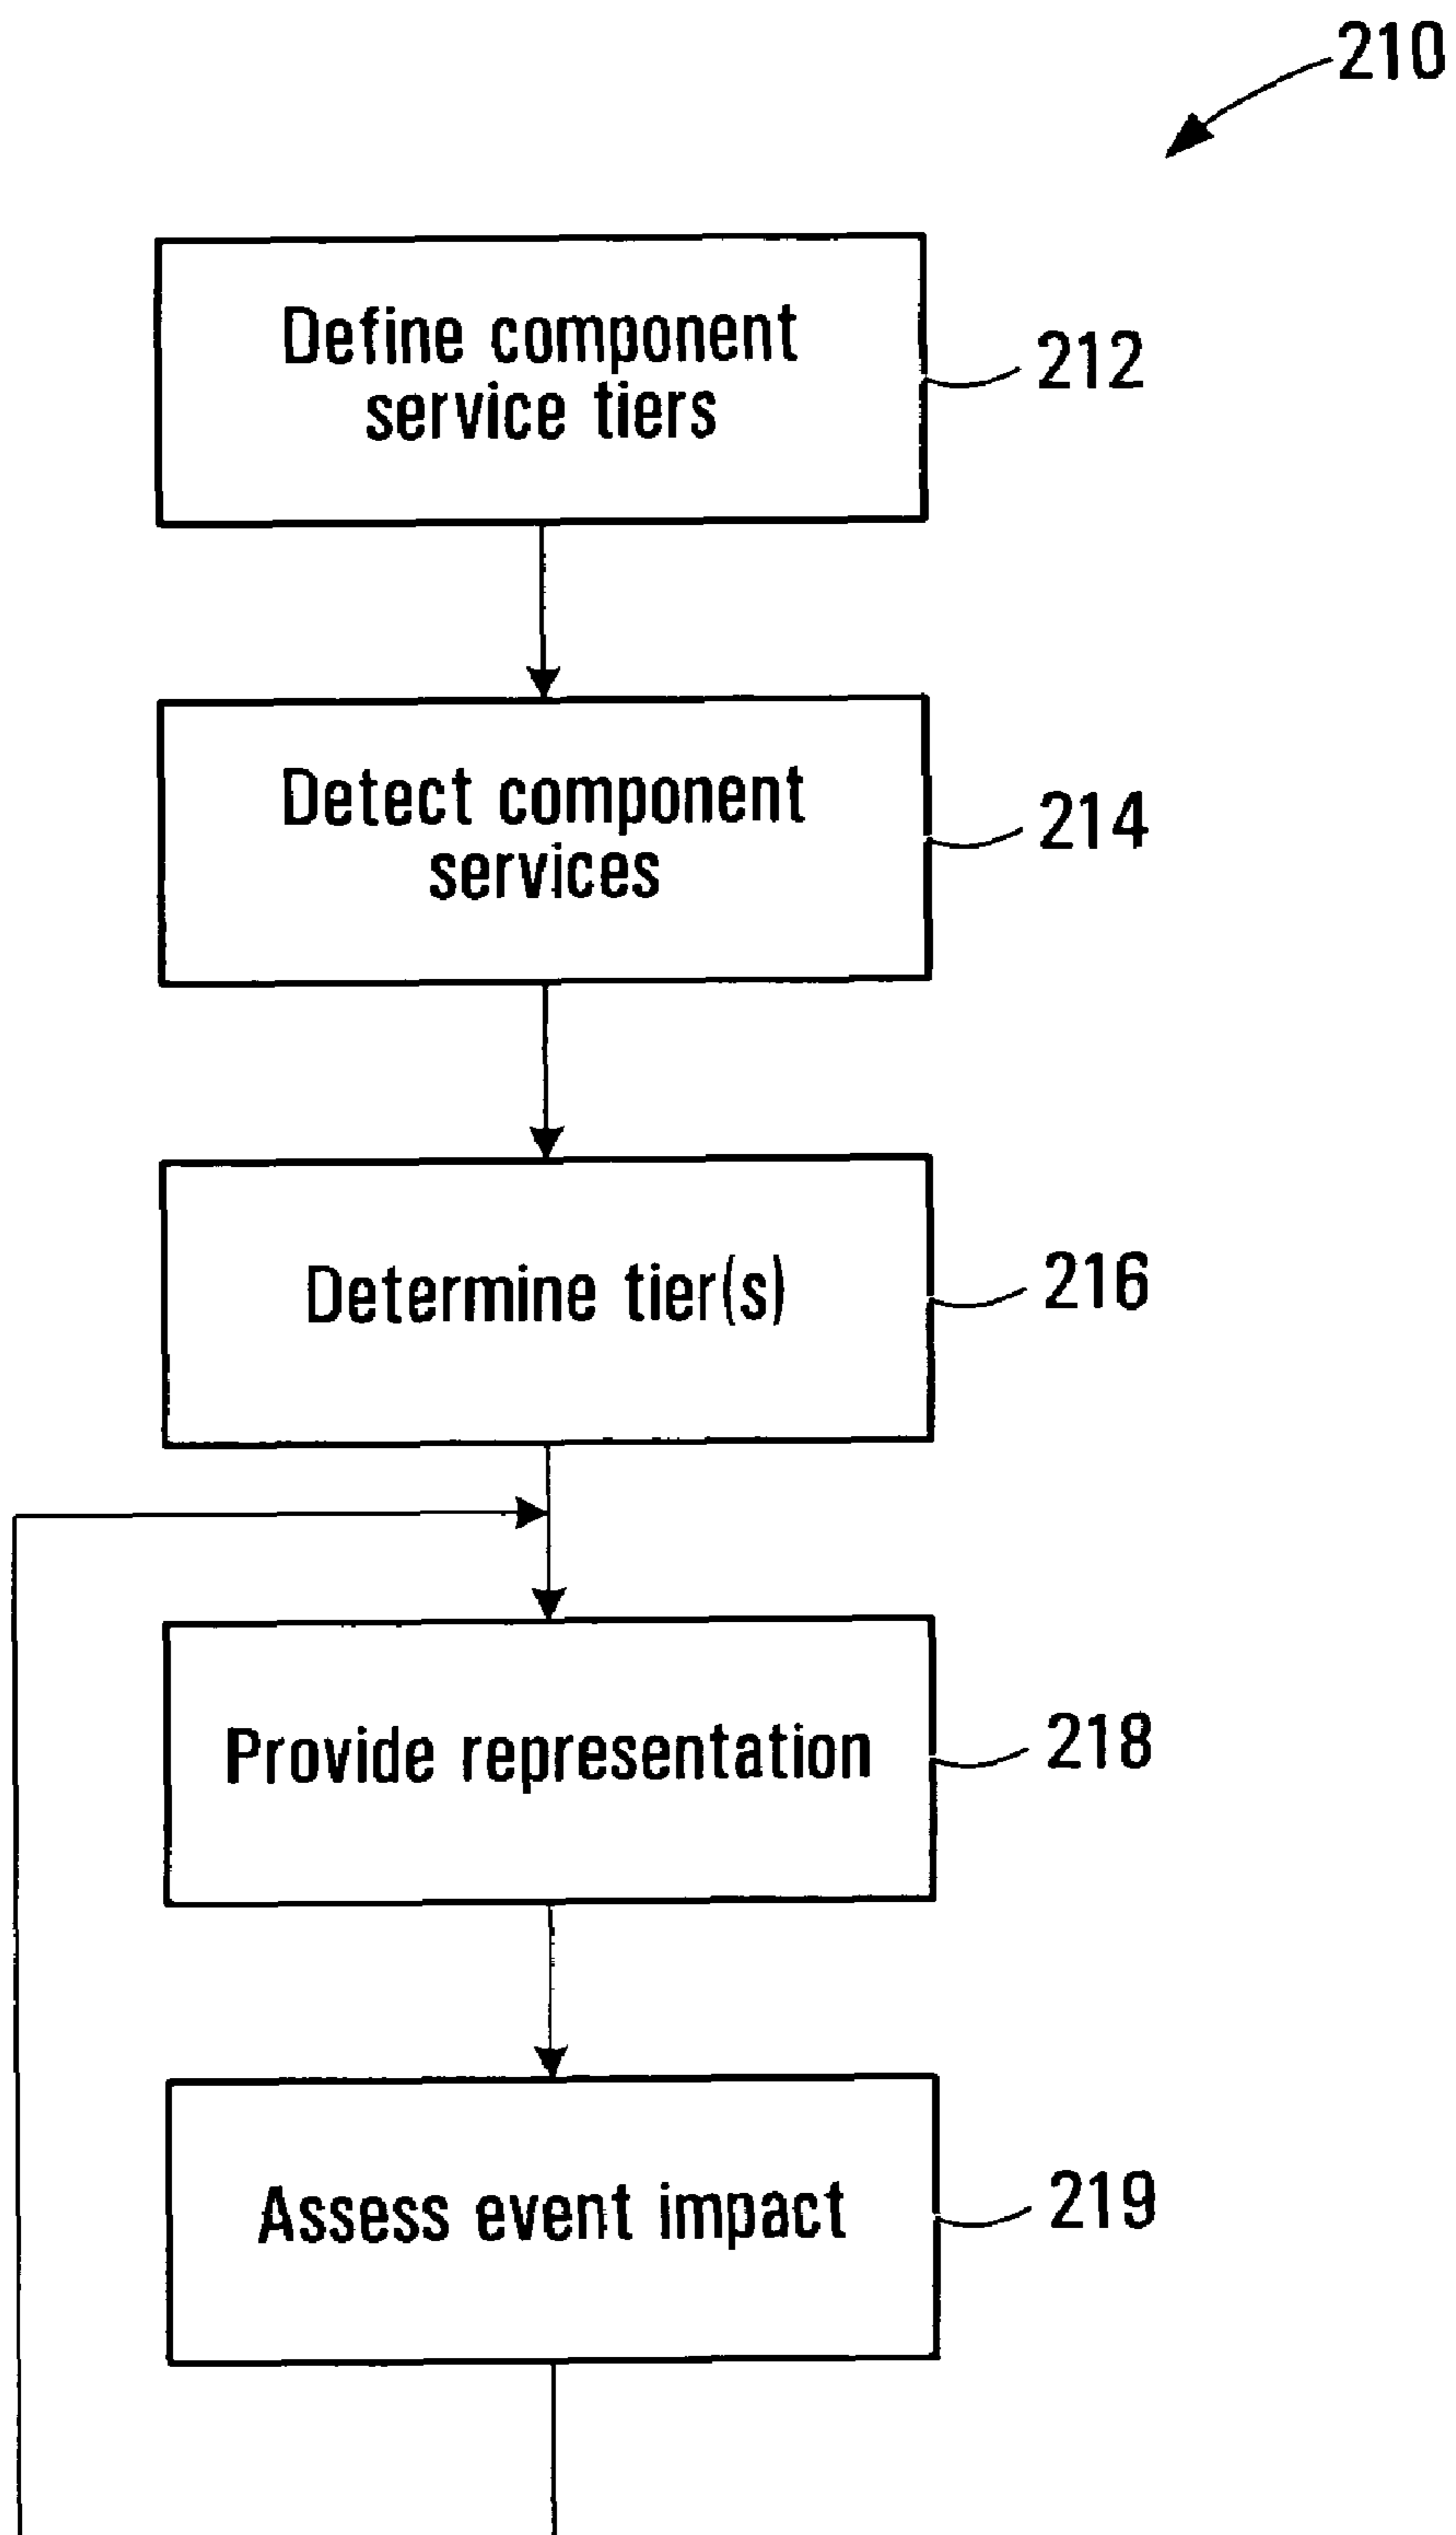 210
Define component
service tiers
212
Detect component
services
214
Determine tier(s)
216
Provide representation
218
Assess event impact
219